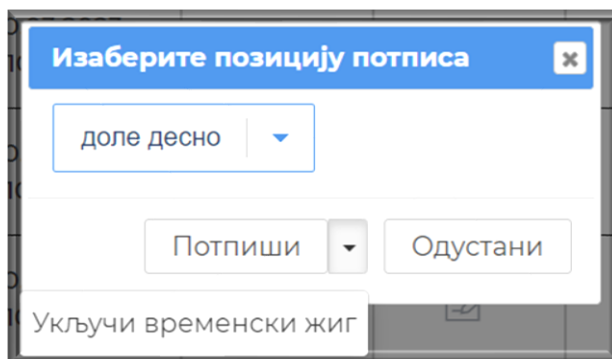 Изаберите позицију потписа
доле десно
Потпиши
Одустани
Укључи временски жиг